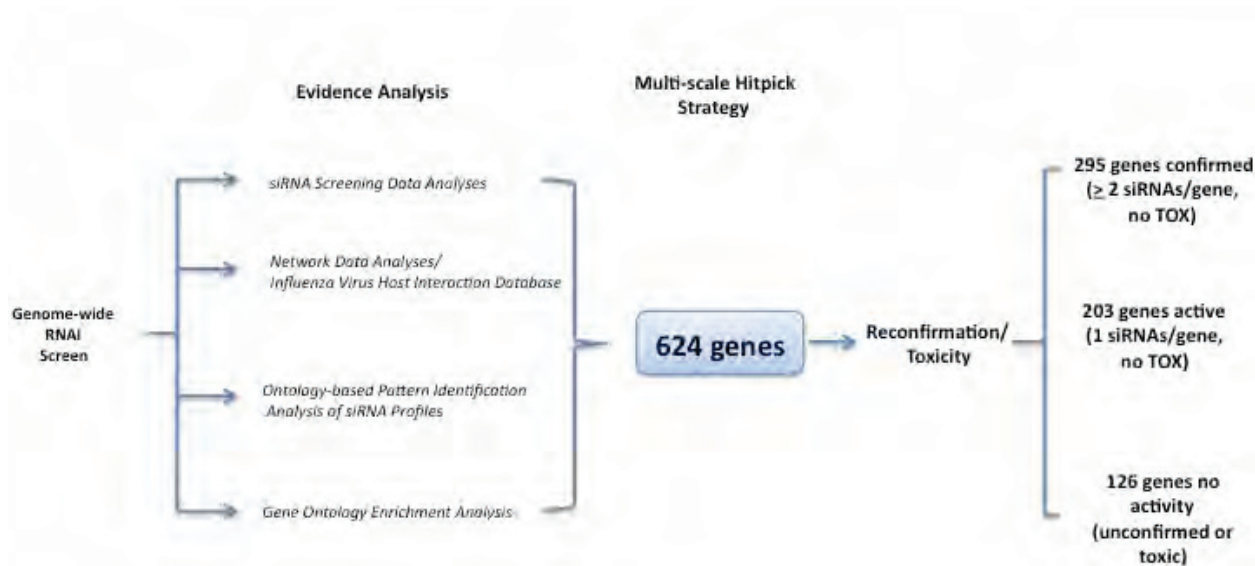 Evidence Analysis
Multi-scale Hitpick
Strategy
Genome-wide
RNAi
Screen
siRNA Screening Data Analyses
Network Data Analyses/
Influenza Virus Host Interaction Database
Ontology-based Pattern Identification
Analysis of siRNA Profiles
Gene Ontology Enrichment Analysis
624 genes
Reconfirmation/
Toxicity
295 genes confirmed
(≥ 2 siRNAs/gene,
no TOX)
203 genes active
(1 siRNAs/gene,
no TOX)
126 genes no
activity
(unconfirmed or
toxic)